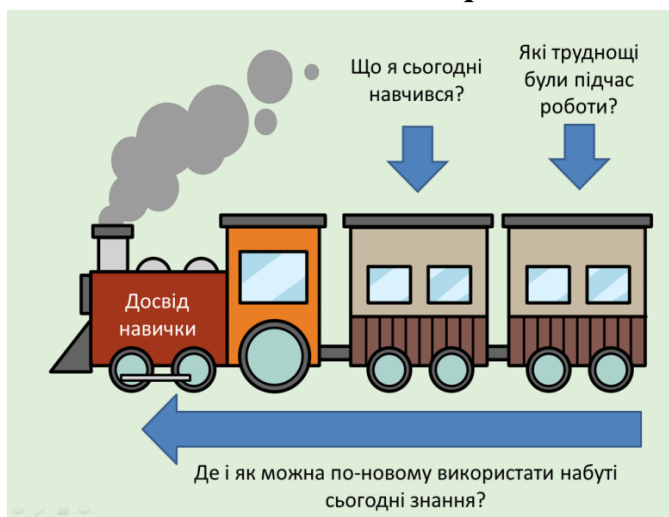 Що я сьогодні
навчився?
Які труднощі
були підчас
роботи?
Досвід
навички
Де і як можна по-новому використати набуті
сьогодні знання?